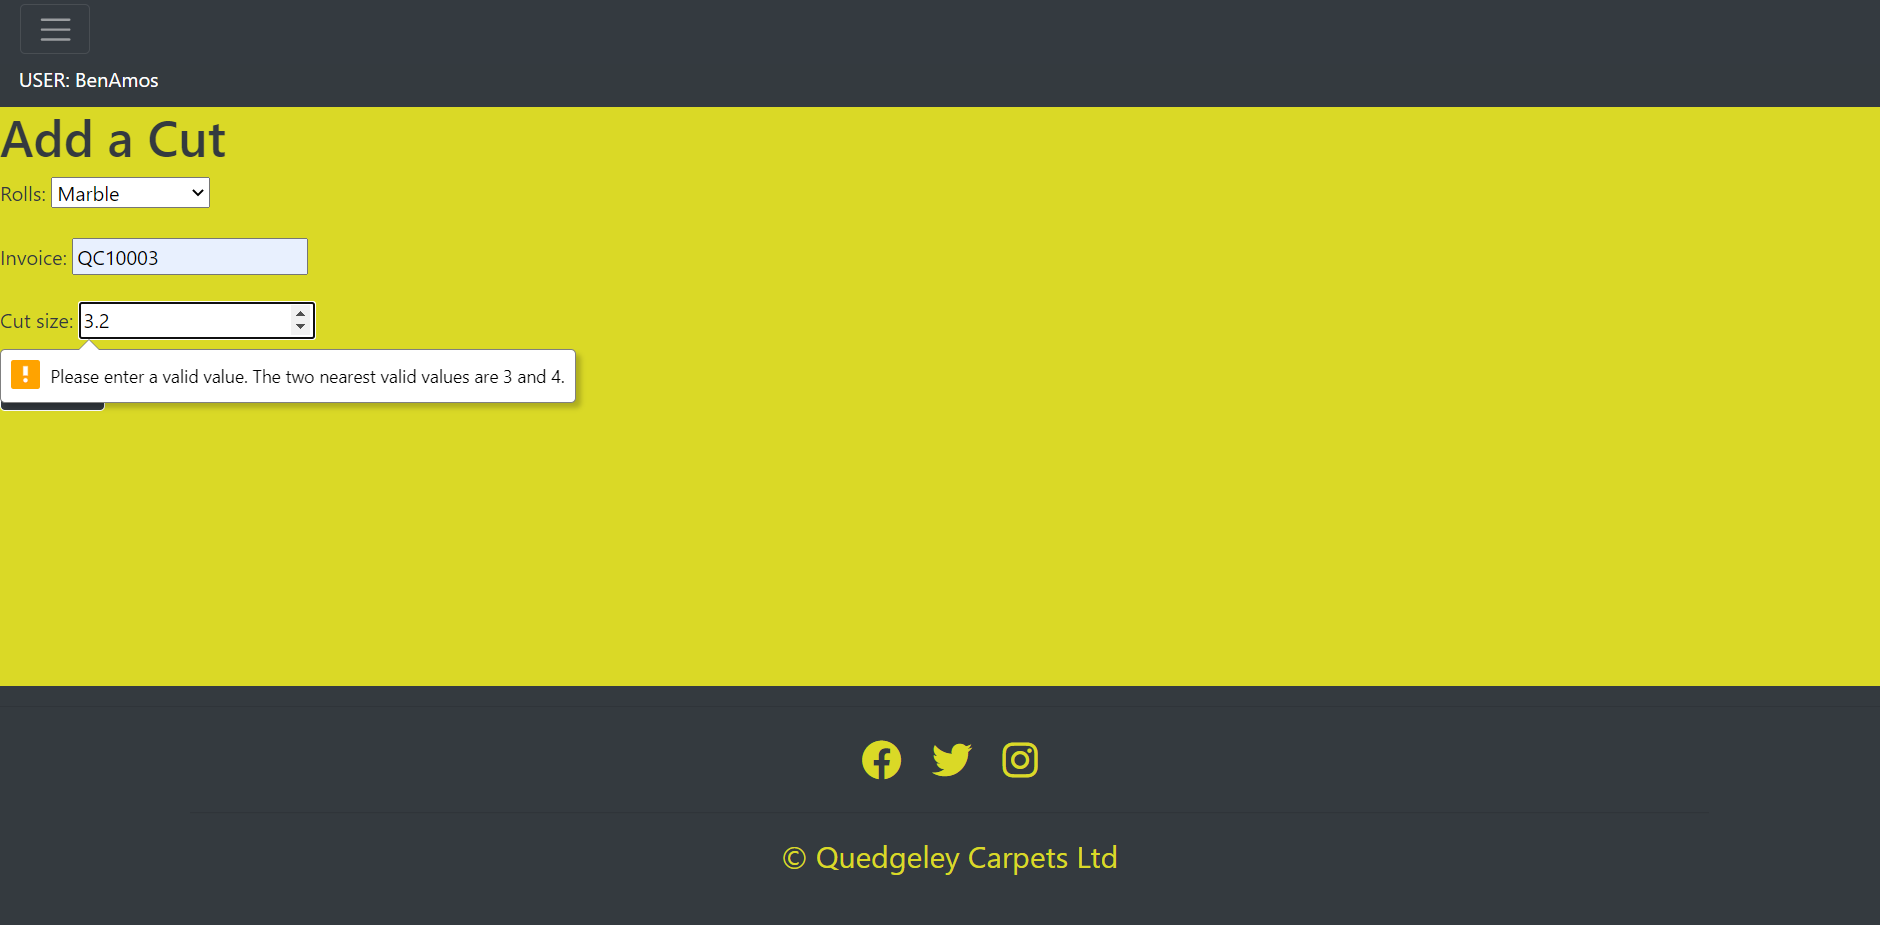 USER: BenAmos
Add a Cut
Rolls: Marble
Invoice: QC10003
Cut size: 3.2
Please enter a valid value. The two nearest valid values are 3 and 4.
© Quedgeley Carpets Ltd